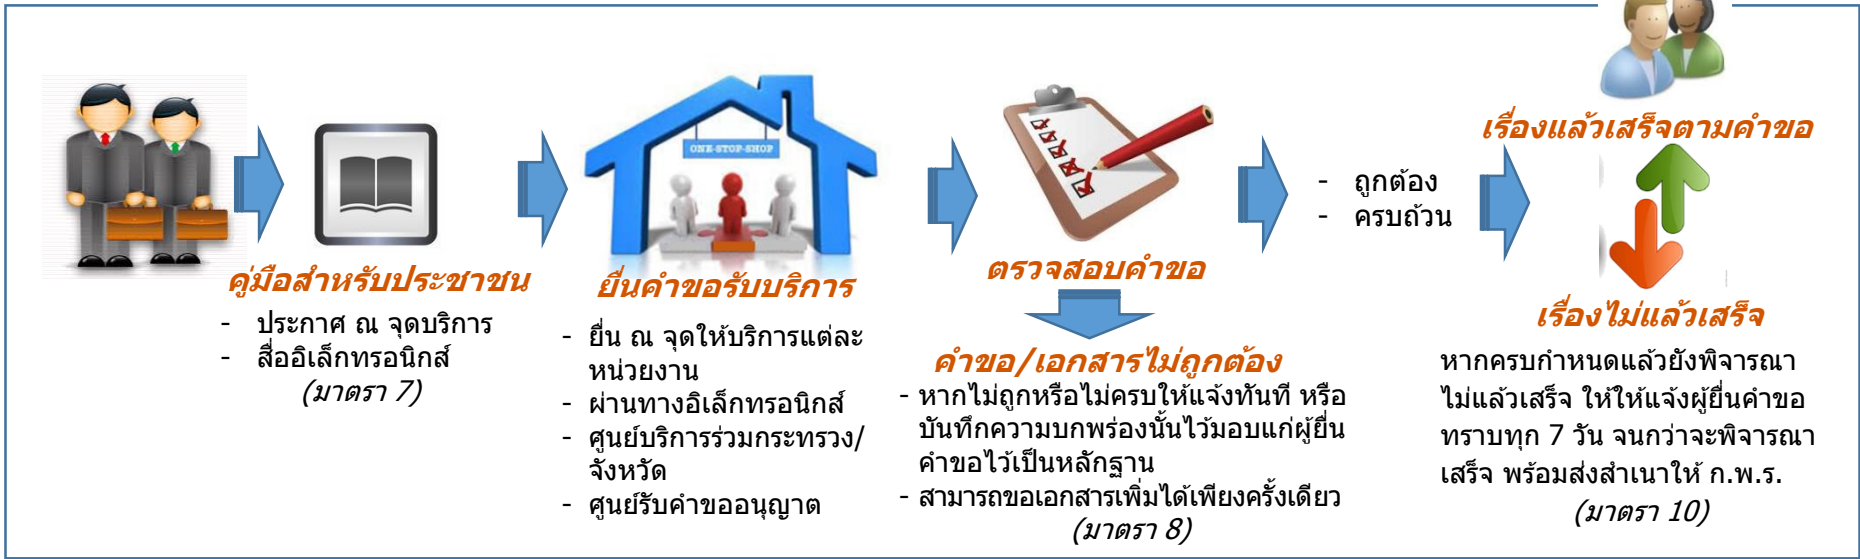 คู่มือสำหรับประชาชน
- ประกาศ ณ จุดบริการ
- สื่ออิเล็กทรอนิกส์
(มาตรา 7)
ONE-STOP-SHOP
ยื่นคำขอรับบริการ
- ยื่น ณ จุดให้บริการแต่ละ
หน่วยงาน
- ผ่านทางอิเล็กทรอนิกส์
- ศูนย์บริการร่วมกระทรวง/
จังหวัด
- ศูนย์รับคำขออนุญาต
ตรวจสอบคำขอ
คำขอ/เอกสารไม่ถูกต้อง
- หากไม่ถูกหรือไม่ครบให้แจ้งทันที หรือ
บันทึกความบกพร่องนั้นไว้มอบแก่ผู้ยื่น
คำขอไว้เป็นหลักฐาน
- สามารถขอเอกสารเพิ่มได้เพียงครั้งเดียว
(มาตรา 8)
- ถูกต้อง
- ครบถ้วน
เรื่องแล้วเสร็จตามคำขอ
เรื่องไม่แล้วเสร็จ
หากครบกำหนดแล้วยังพิจารณา
ไม่แล้วเสร็จ ให้ให้แจ้งผู้ยื่นคำขอ
ทราบทุก 7 วัน จนกว่าจะพิจารณา
เสร็จ พร้อมส่งสำเนาให้ ก.พ.ร.
(มาตรา 10)